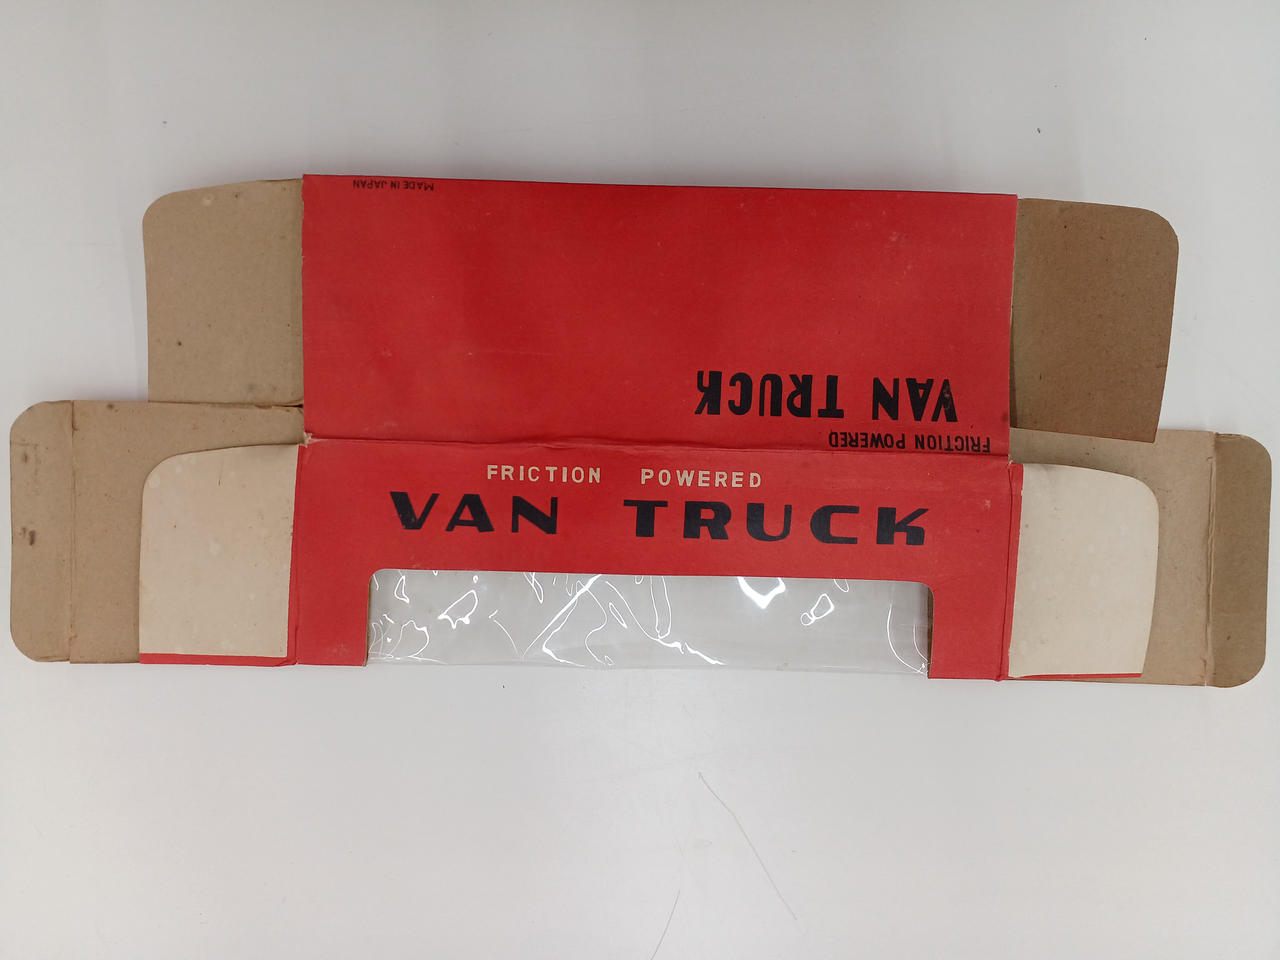 MADE IN JAPAN
VAN TRUCK
FRICTION POWERED
FRICTION POWERED
VAN TRUCK